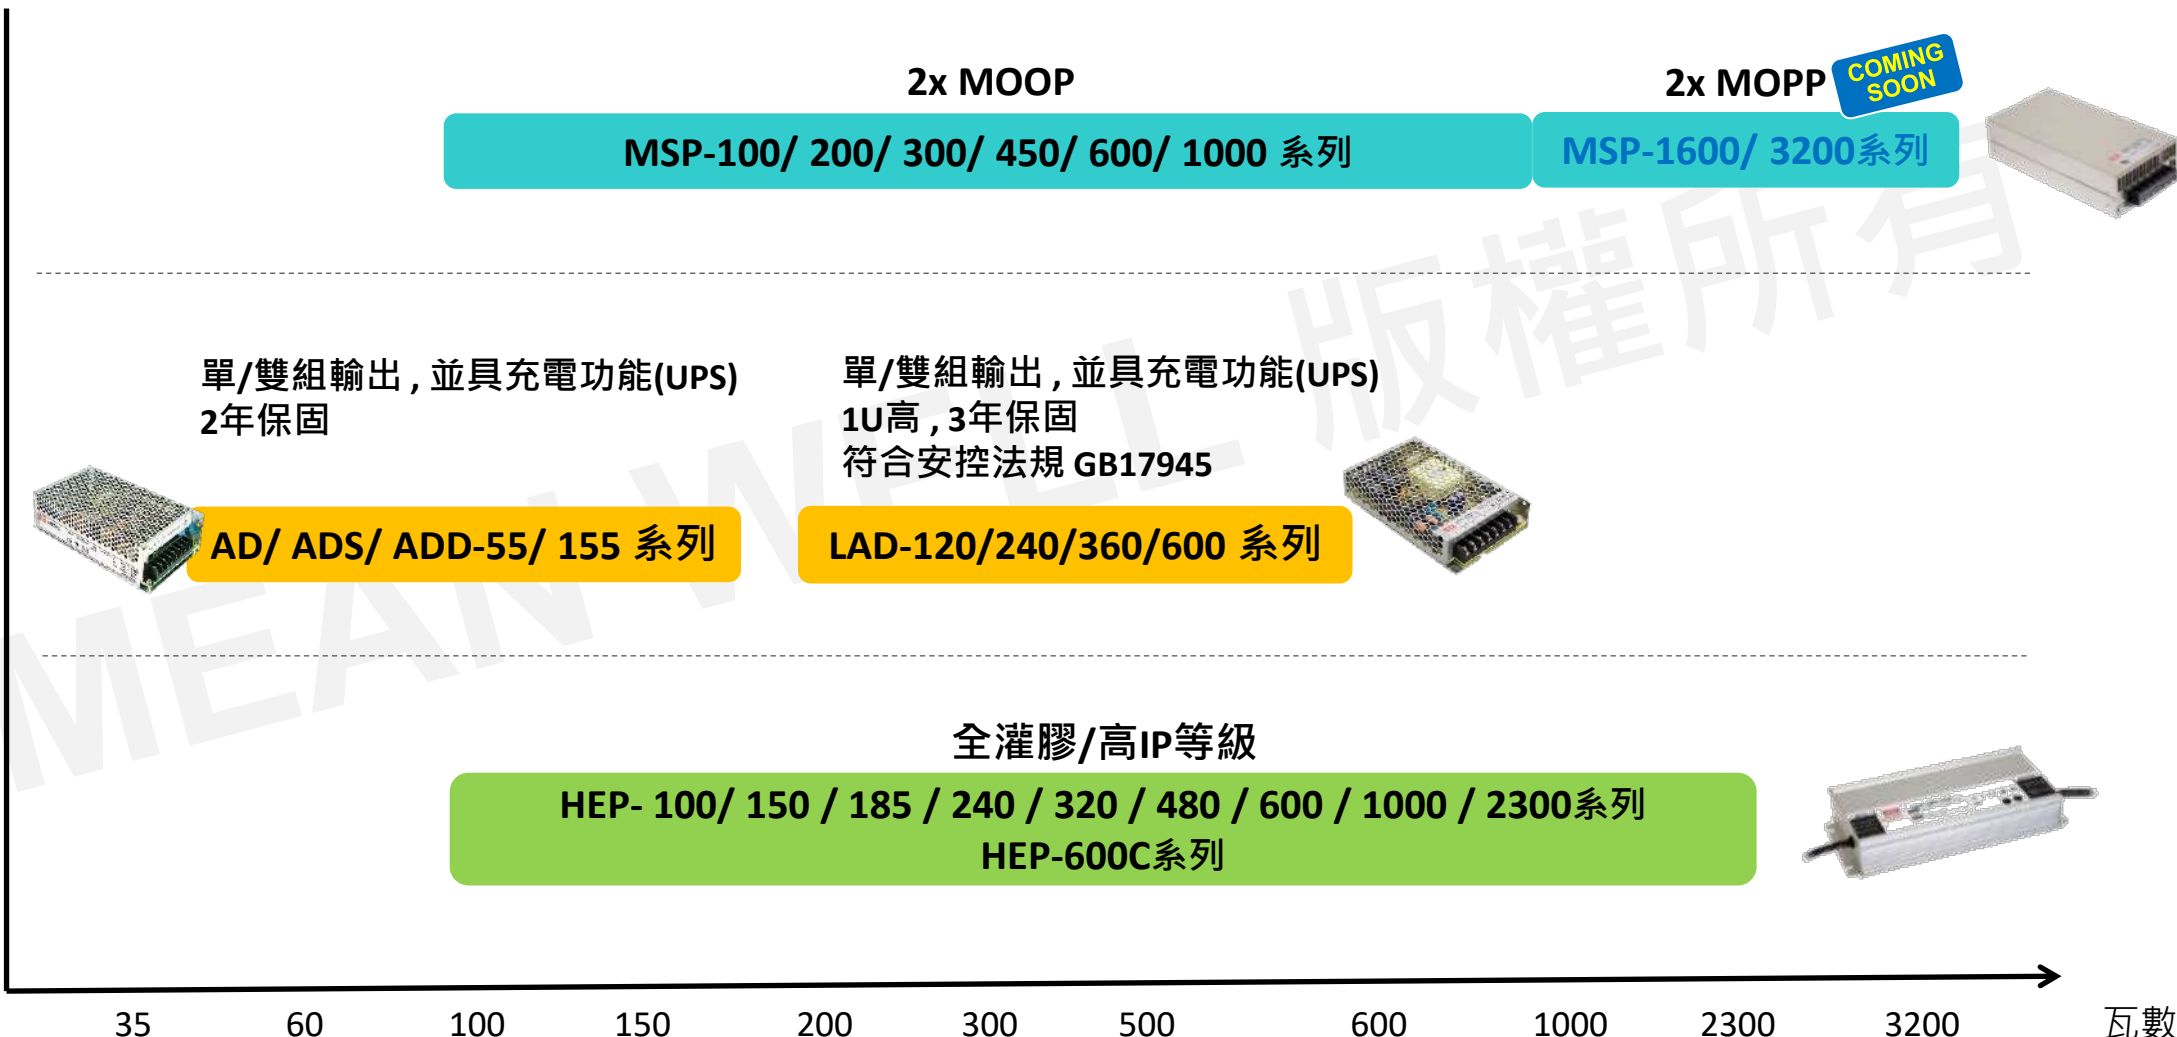 2x MOOP
2x MOPP
COMING
SOON
MSP-100/ 200/ 300/ 450/ 600/ 1000 系列
MSP-1600/ 3200系列
單/雙組輸出 , 並具充電功能(UPS)
2年保固
單/雙組輸出 , 並具充電功能(UPS)
1U高 , 3年保固
符合安控法規 GB17945
AD/ ADS/ ADD-55/ 155 系列
LAD-120/240/360/600 系列
MEAN WELL 版權所有
全灌膠/高IP等級
HEP- 100/ 150 / 185 / 240 / 320 / 480 / 600 / 1000 / 2300系列
HEP-600C系列
35 60 100 150 200 300 500 600 1000 2300 3200 瓦數